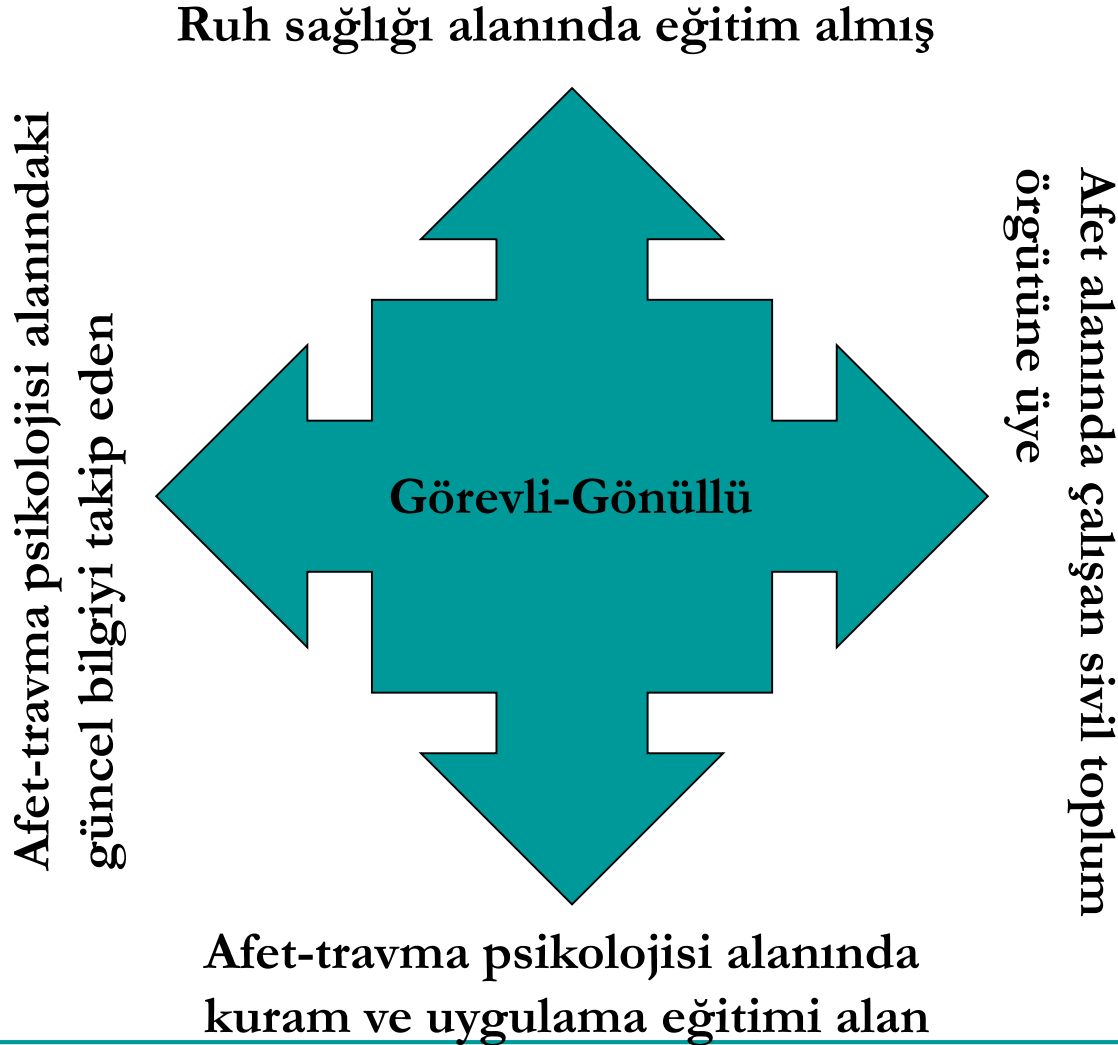 Ruh sağlığı alanında eğitim almış
Afet-travma psikolojisi alanındaki
güncel bilgiyi takip eden
Görevli-Gönüllü
Afet alanında çalışan sivil toplum
örgütüne üye
Afet-travma psikolojisi alanında
kuram ve uygulama eğitimi alan